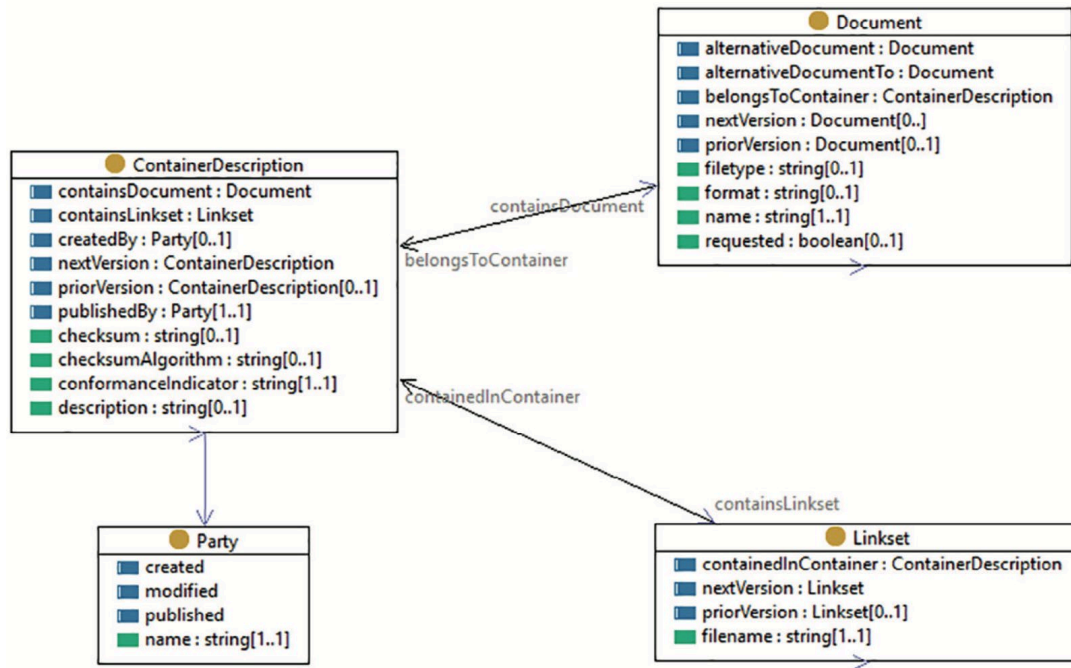 Document
alternativeDocument : Document
alternativeDocumentTo : Document
belongsToContainer : ContainerDescription
nextVersion : Document[0..]
priorVersion : Document[0..1]
filetype : string[0..1]
format : string[0..1]
name : string[1..1]
requested : boolean[0..1]
ContainerDescription
containsDocument : Document
containsLinkset : Linkset
createdBy : Party[0..1]
nextVersion : ContainerDescription
priorVersion : ContainerDescription[0..1]
publishedBy : Party[1..1]
checksum : string[0..1]
checksumAlgorithm : string[0..1]
conformanceIndicator : string[1..1]
description : string[0..1]
containsDocument
belongsToContainer
containedInContainer
containsLinkset
Party
created
modified
published
name : string[1..1]
Linkset
containedInContainer : ContainerDescription
nextVersion : Linkset
priorVersion : Linkset[0..1]
filename : string[1..1]